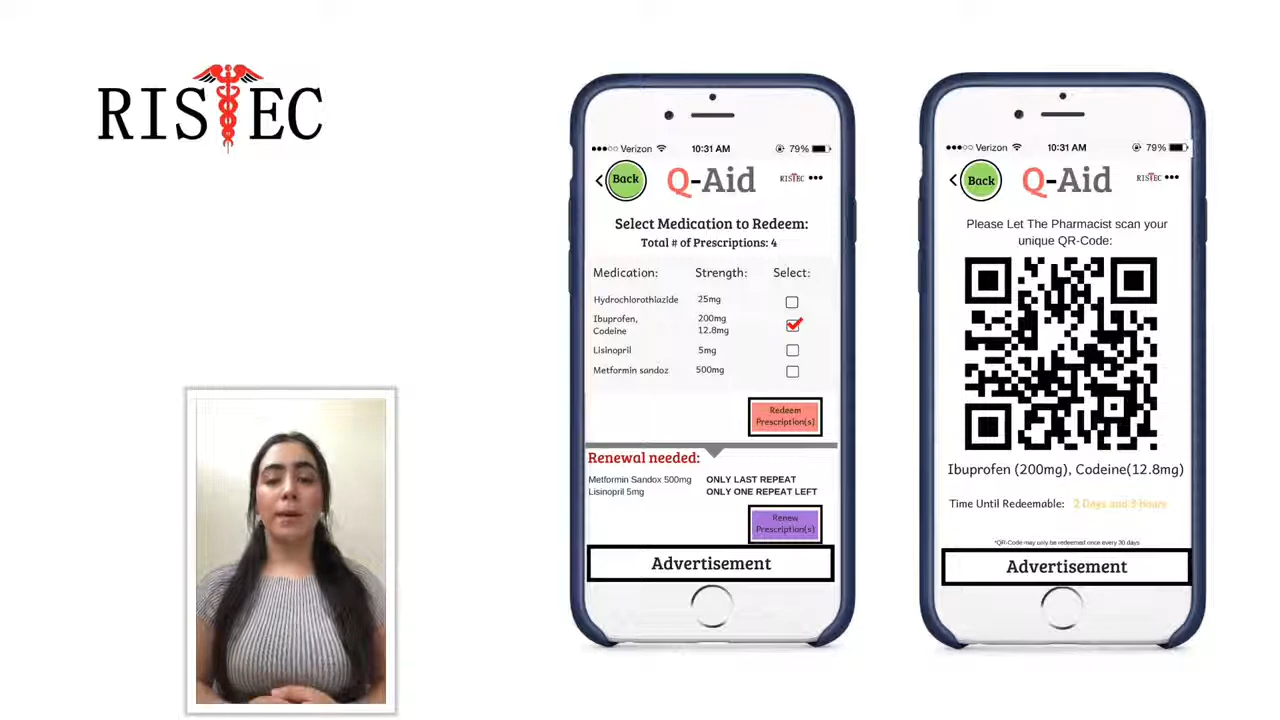 RISTEC
Verizon 10:31 AM 79%
Back Q-Aid RISTEC
Select Medication to Redeem:
Total # of Prescriptions: 4
Medication: Strength: Select:
Hydrochlorothiazide 25mg
Ibuprofen, 200mg
Codeine 12.8mg
Lisinopril 5mg
Metformin sandoz 500mg
Redeem
Prescription(s)
Renewal needed:
Metformin Sandox 500mg ONLY LAST REPEAT
Lisinopril 5mg ONLY ONE REPEAT LEFT
Renew
Prescription(s)
Advertisement
Verizon 10:31 AM 79%
Back Q-Aid RISTEC
Please Let The Pharmacist scan your
unique QR-Code:
Ibuprofen (200mg), Codeine(12.8mg)
Time Until Redeemable: 2 Days and 3 Hours
*QR-Code may only be redeemed once every 30 days
Advertisement